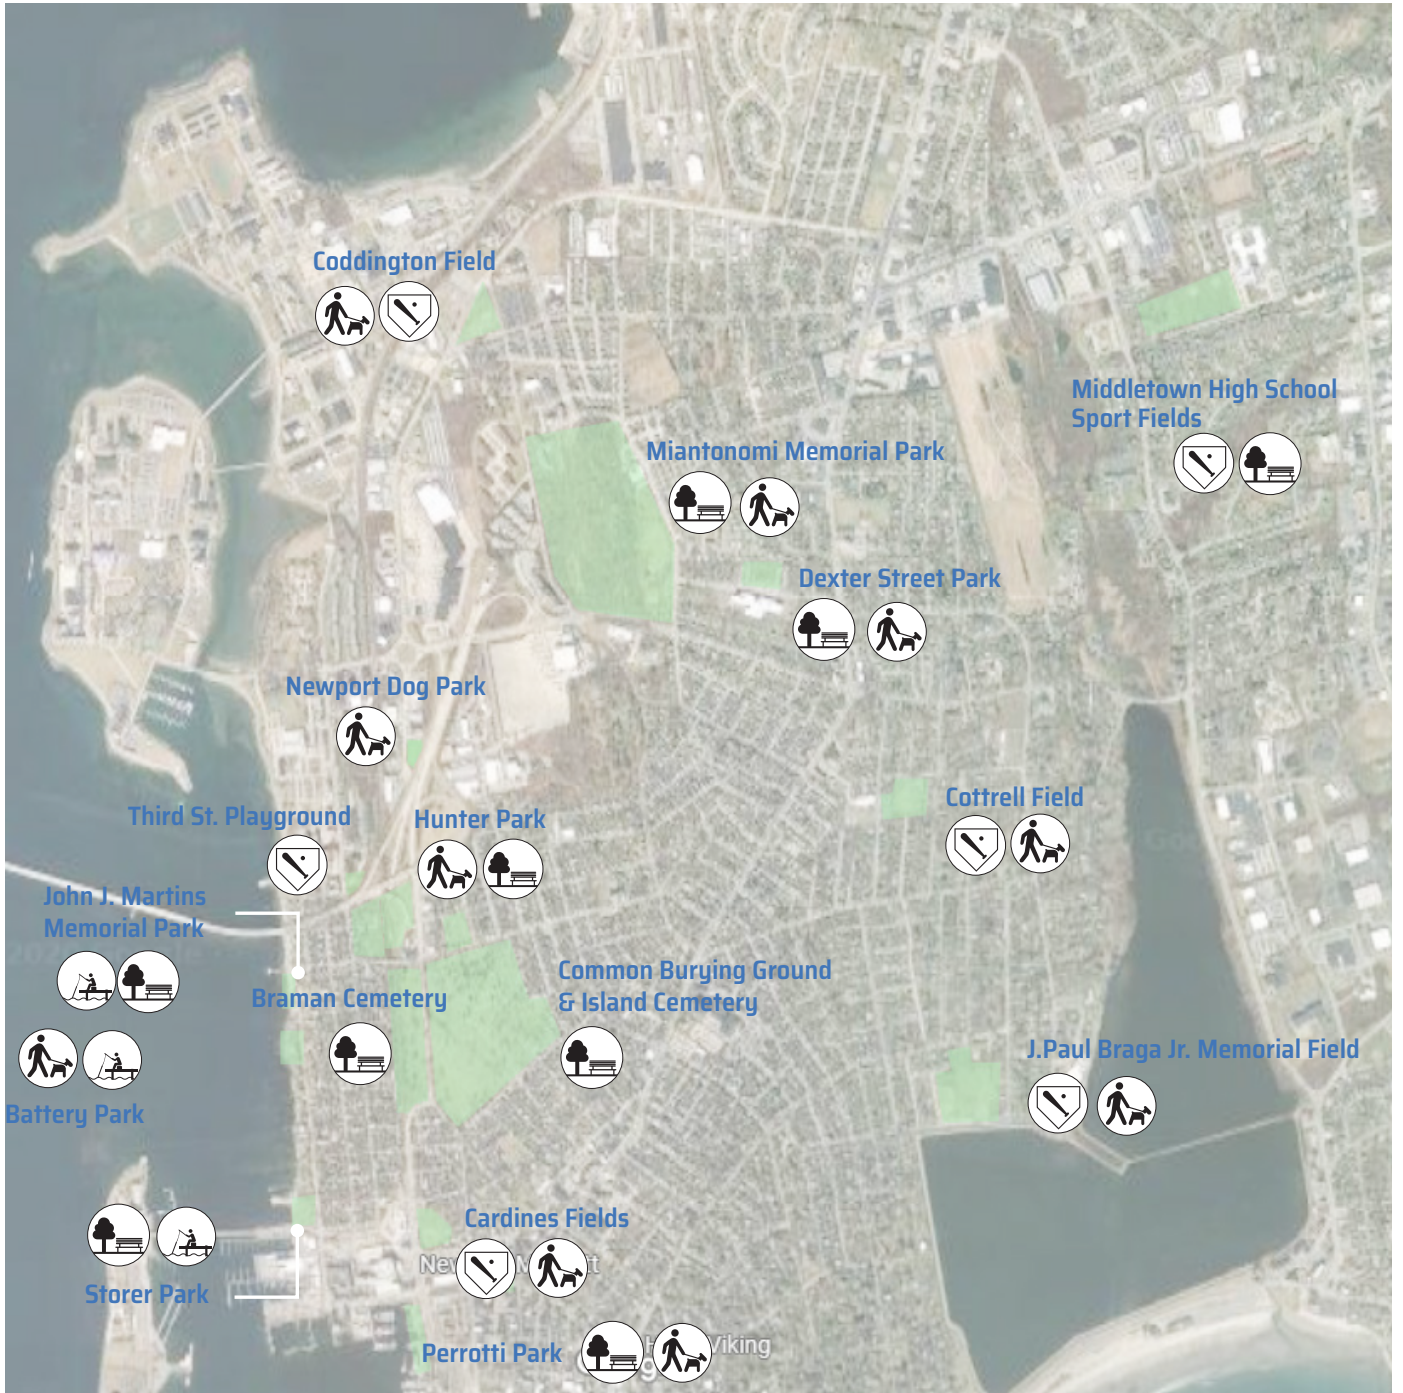 Coddington Field
Middletown High School
Sport Fields
Miantonomi Memorial Park
Dexter Street Park
Newport Dog Park
Cottrell Field
Third St. Playground
Hunter Park
John J. Martins
Memorial Park
Common Burying Ground
& Island Cemetery
Braman Cemetery
J.Paul Braga Jr. Memorial Field
Battery Park
Cardines Fields
Storer Park
Perrotti Park
Viking